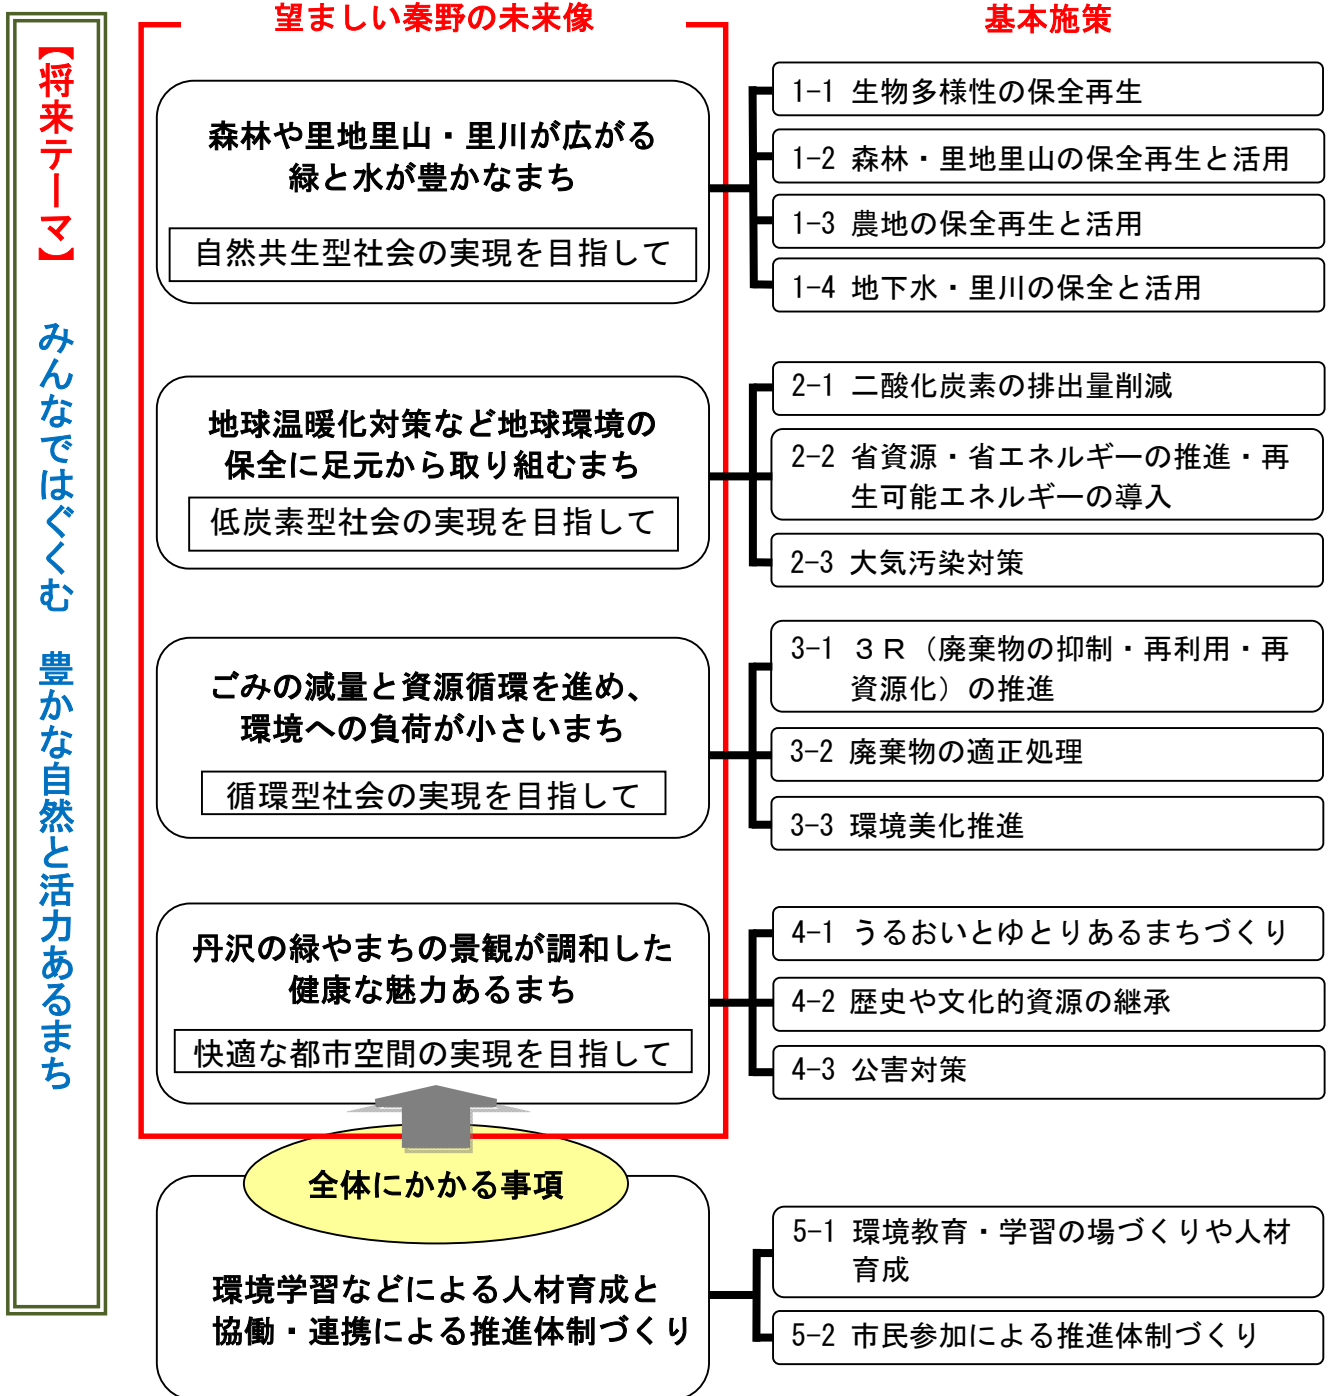 【将来テーマ】　みんなではぐくむ　豊かな自然と活力あるまち
望ましい秦野の未来像
基本施策
森林や里地里山・里川が広がる
緑と水が豊かなまち
自然共生型社会の実現を目指して
1-1 生物多様性の保全再生
1-2 森林・里地里山の保全再生と活用
1-3 農地の保全再生と活用
1-4 地下水・里川の保全と活用
地球温暖化対策など地球環境の
保全に足元から取り組むまち
低炭素型社会の実現を目指して
2-1 二酸化炭素の排出量削減
2-2 省資源・省エネルギーの推進・再
生可能エネルギーの導入
2-3 大気汚染対策
ごみの減量と資源循環を進め、
環境への負荷が小さいまち
循環型社会の実現を目指して
3-1 ３Ｒ（廃棄物の抑制・再利用・再
資源化）の推進
3-2 廃棄物の適正処理
3-3 環境美化推進
丹沢の緑やまちの景観が調和した
健康な魅力あるまち
快適な都市空間の実現を目指して
4-1 うるおいとゆとりあるまちづくり
4-2 歴史や文化的資源の継承
4-3 公害対策
全体にかかる事項
環境学習などによる人材育成と
協働・連携による推進体制づくり
5-1 環境教育・学習の場づくりや人材
育成
5-2 市民参加による推進体制づくり